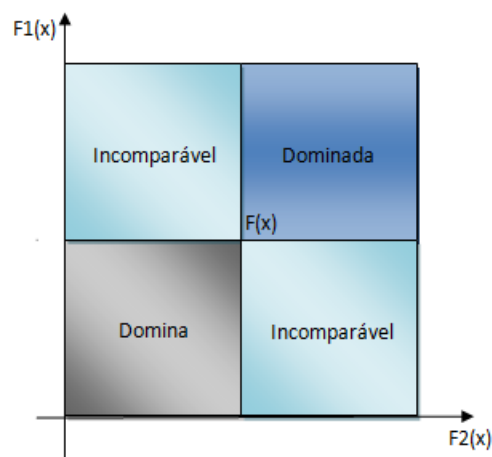 F1(x)
Incomparável
Dominada
F(x)
Domina
Incomparável
F2(x)